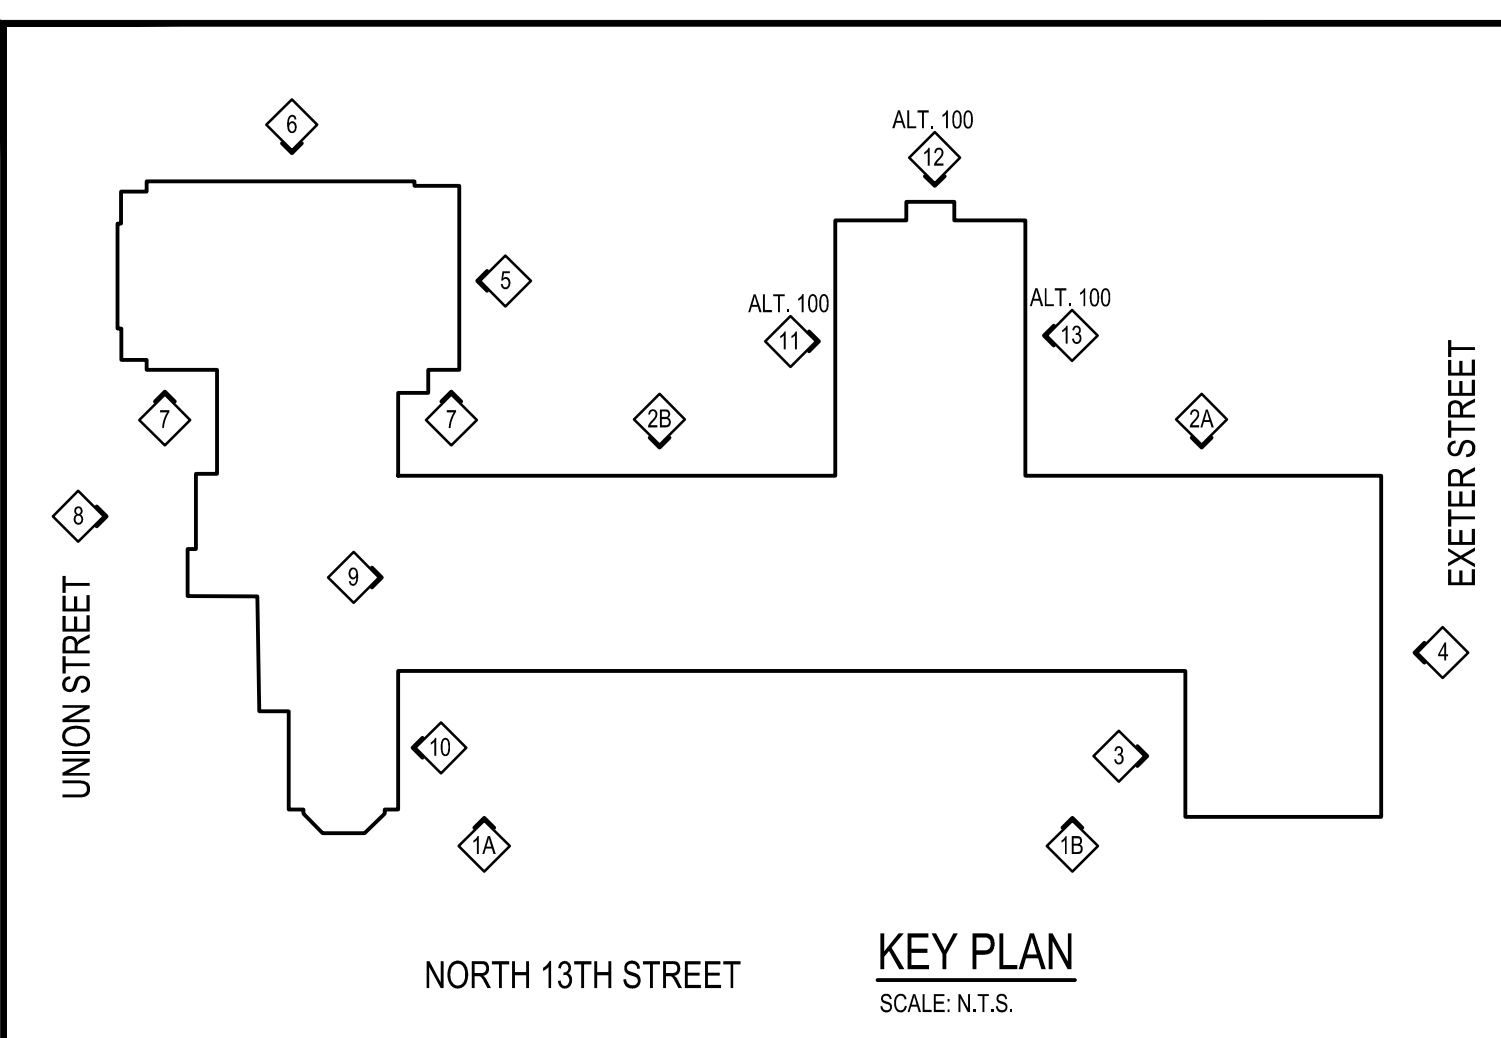 6
ALT. 100
12
5
ALT. 100
11
ALT. 100
13
7
7
2B
2A
EXETER STREET
8
9
UNION STREET
4
10
3
1A
1B
NORTH 13TH STREET
KEY PLAN
SCALE: N.T.S.